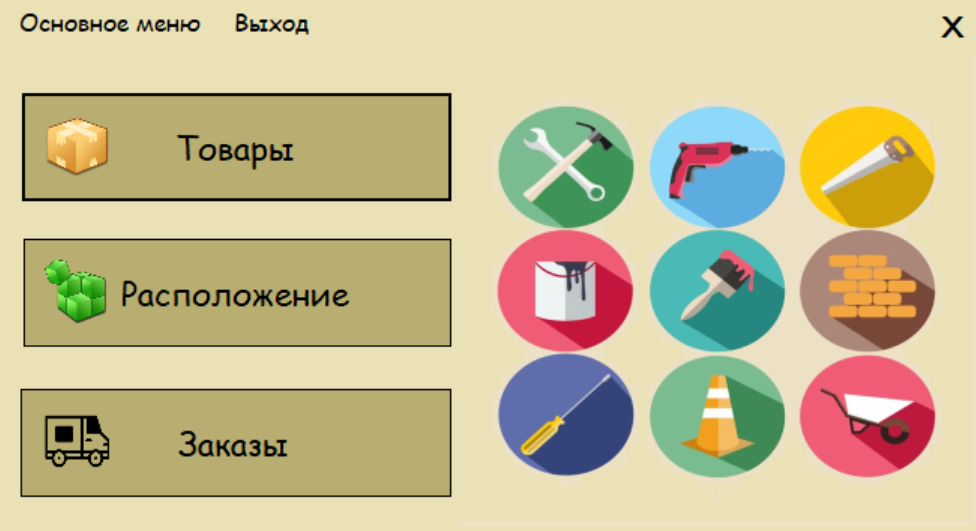 Основное меню Выход X
Товары
Расположение
Заказы